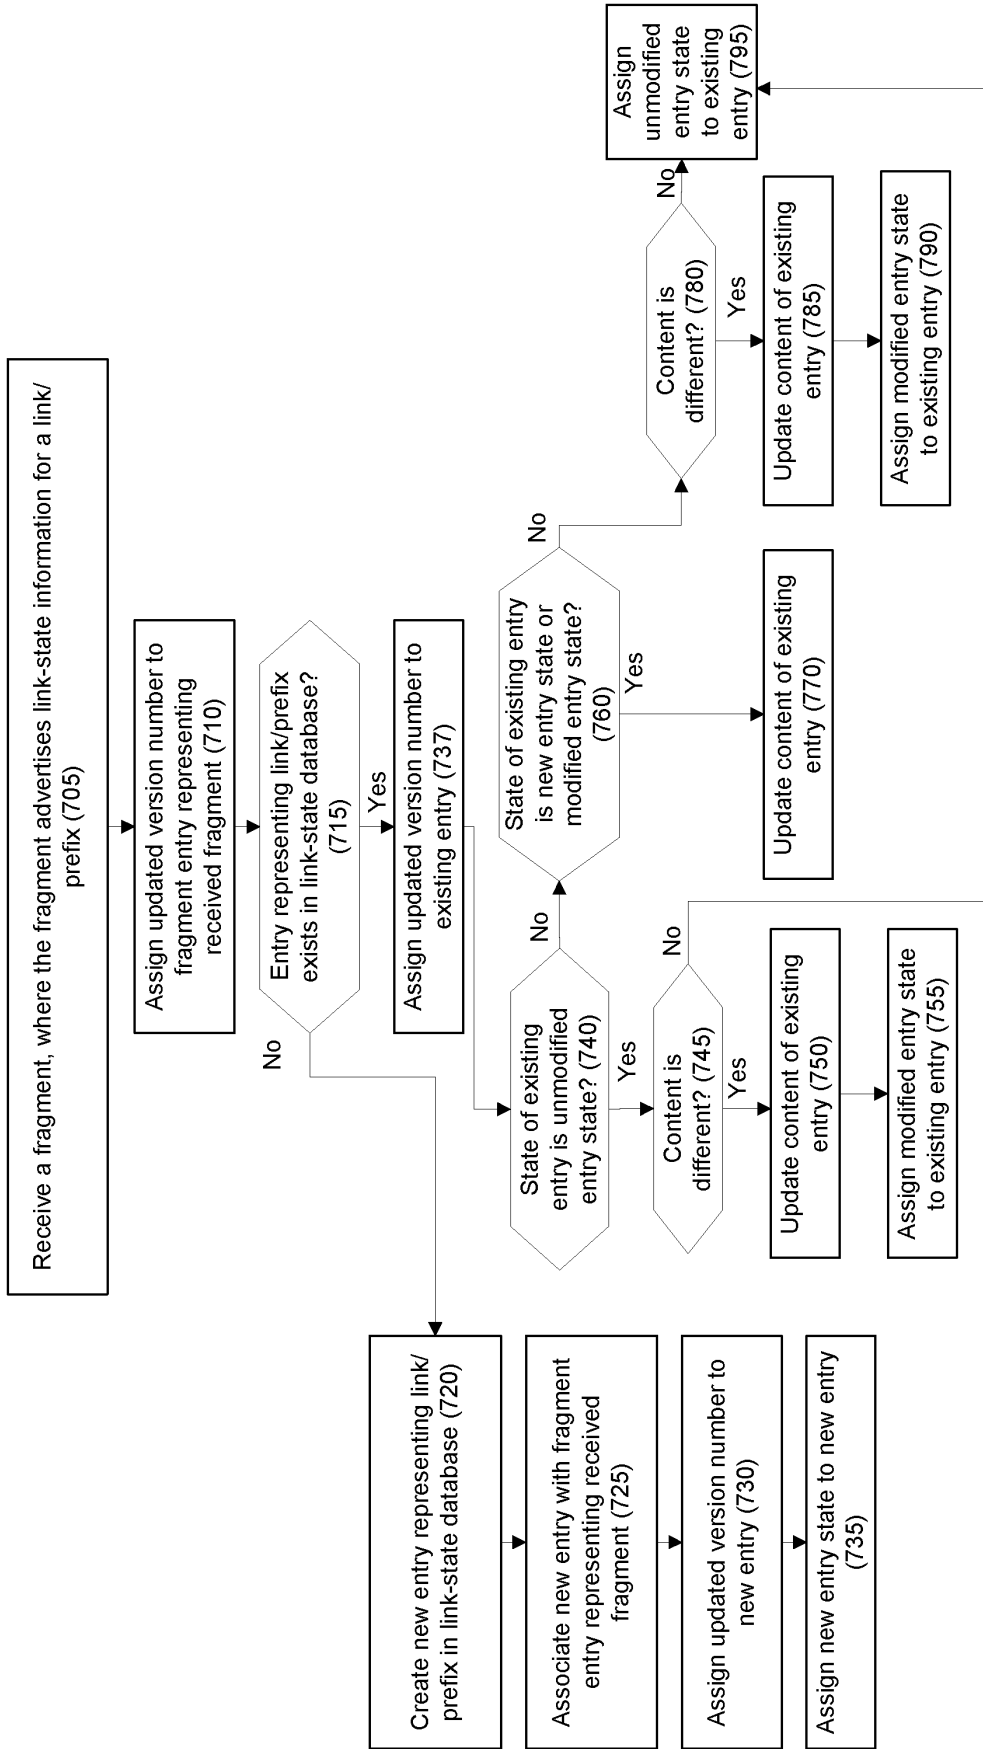 Receive a fragment, where the fragment advertises link-state information for a link/
prefix (705)
Assign updated version number to
fragment entry representing
received fragment (710)
Entry representing link/prefix
exists in link-state database?
(715)
No
Yes
Create new entry representing link/
prefix in link-state database (720)
Associate new entry with fragment
entry representing received
fragment (725)
Assign updated version number to
new entry (730)
Assign new entry state to new entry
(735)
Assign updated version number to
existing entry (737)
State of existing
entry is unmodified
entry state? (740)
No
Yes
Content is
different? (745)
No
Yes
Update content of existing
entry (750)
Assign modified entry state
to existing entry (755)
State of existing entry
is new entry state or
modified entry state?
(760)
No
Yes
Update content of existing
entry (770)
Content is
different? (780)
No
Yes
Update content of existing
entry (785)
Assign modified entry state
to existing entry (790)
Assign
unmodified
entry state
to existing
entry (795)